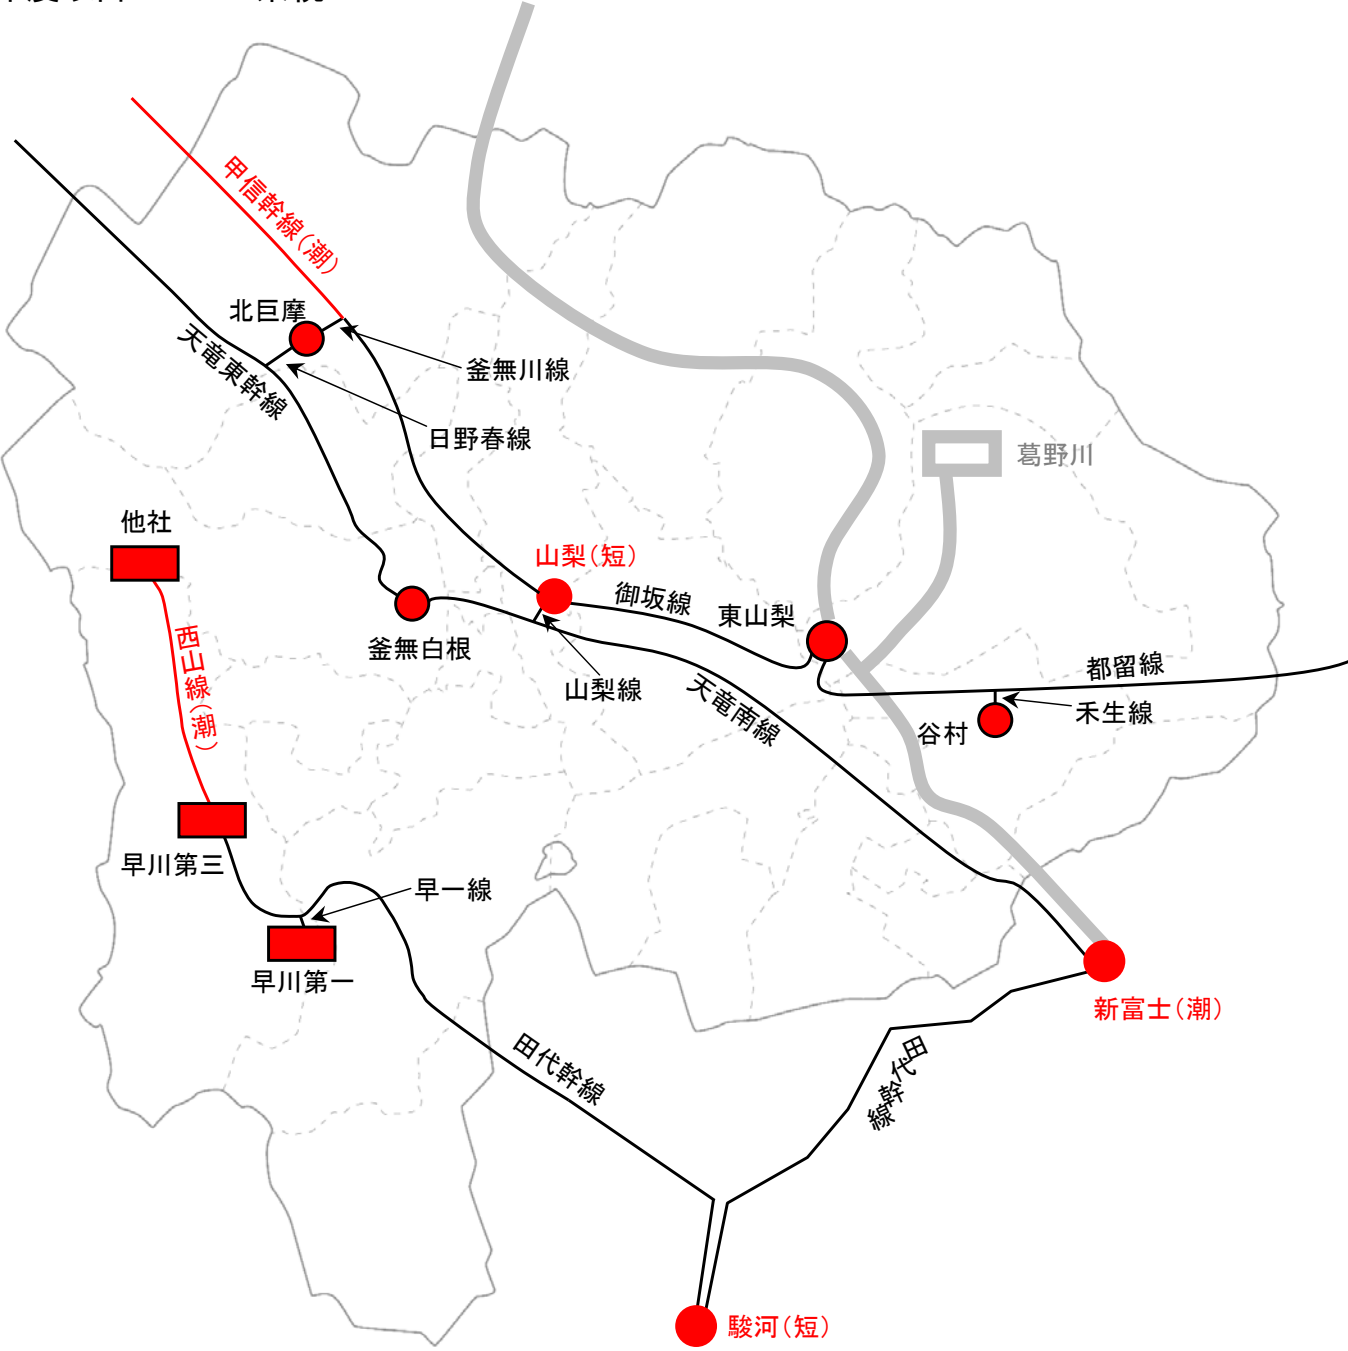 甲信幹線（潮）
北巨摩
天竜東幹線
釜無川線
日野春線
葛野川
他社
山梨（短）
御坂線
東山梨
西山線（潮）
釜無白根
山梨線
天竜南線
都留線
禾生線
谷村
早川第三
早一線
早川第一
新富士（潮）
田代幹線
田代幹線
駿河（短）